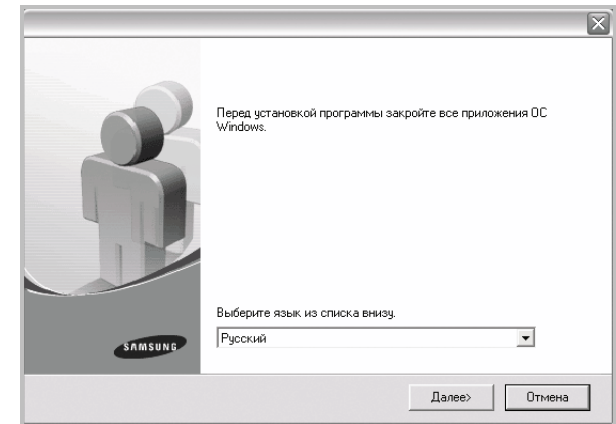 Перед установкой программы закройте все приложения ОС
Windows.
Выберите язык из списка внизу.
Русский
SAMSUNG
Далее>
Отмена